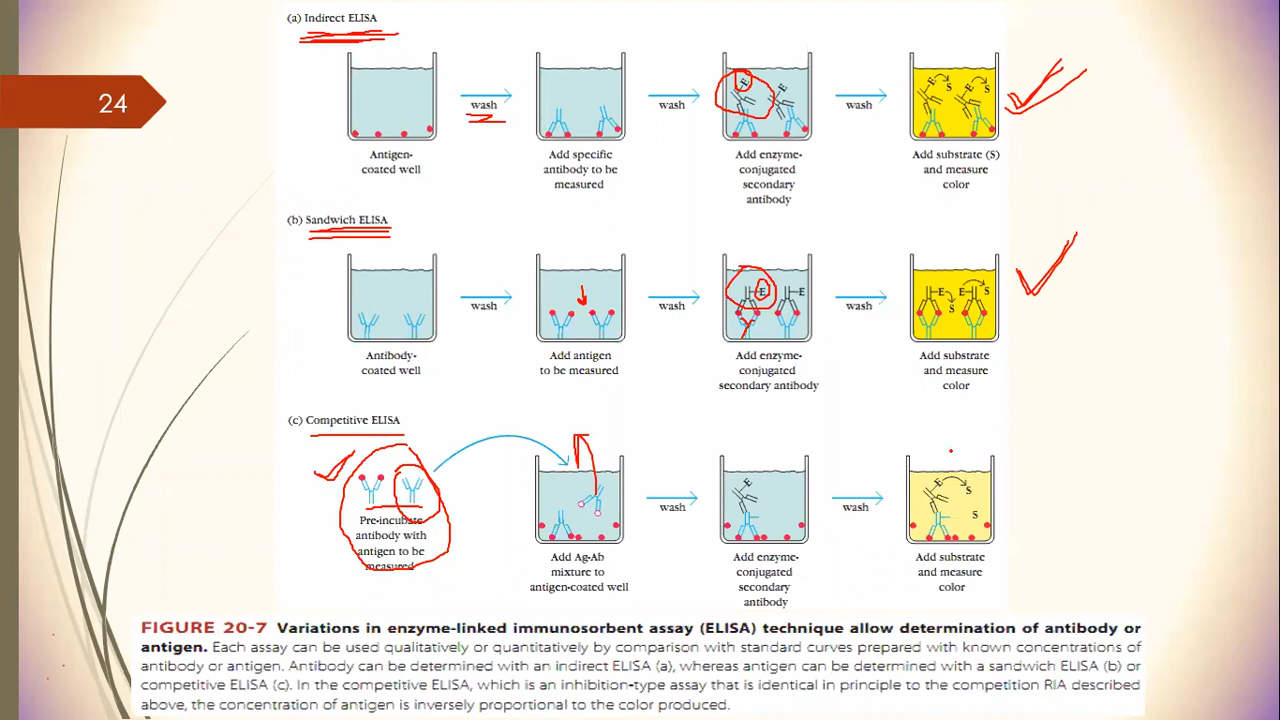 24
(a) Indirect ELISA
wash
wash
wash
E
E
E
S
E
S
Antigen-
coated well
Add specific
antibody to be
measured
Add enzyme-
conjugated
secondary
antibody
Add substrate (S)
and measure
color
(b) Sandwich ELISA
wash
wash
wash
E
E
E
S
E
S
Antibody-
coated well
Add antigen
to be measured
Add enzyme-
conjugated
secondary antibody
Add substrate
and measure
color
(c) Competitive ELISA
wash
wash
E
E
S
S
Pre-incubate
antibody with
antigen to be
measured
Add Ag-Ab
mixture to
antigen-coated well
Add enzyme-
conjugated
secondary
antibody
Add substrate
and measure
color
FIGURE 20-7 Variations in enzyme-linked immunosorbent assay (ELISA) technique allow determination of antibody or
antigen. Each assay can be used qualitatively or quantitatively by comparison with standard curves prepared with known concentrations of
antibody or antigen. Antibody can be determined with an indirect ELISA (a), whereas antigen can be determined with a sandwich ELISA (b) or
competitive ELISA (c). In the competitive ELISA, which is an inhibition-type assay that is identical in principle to the competition RIA described
above, the concentration of antigen is inversely proportional to the color produced.